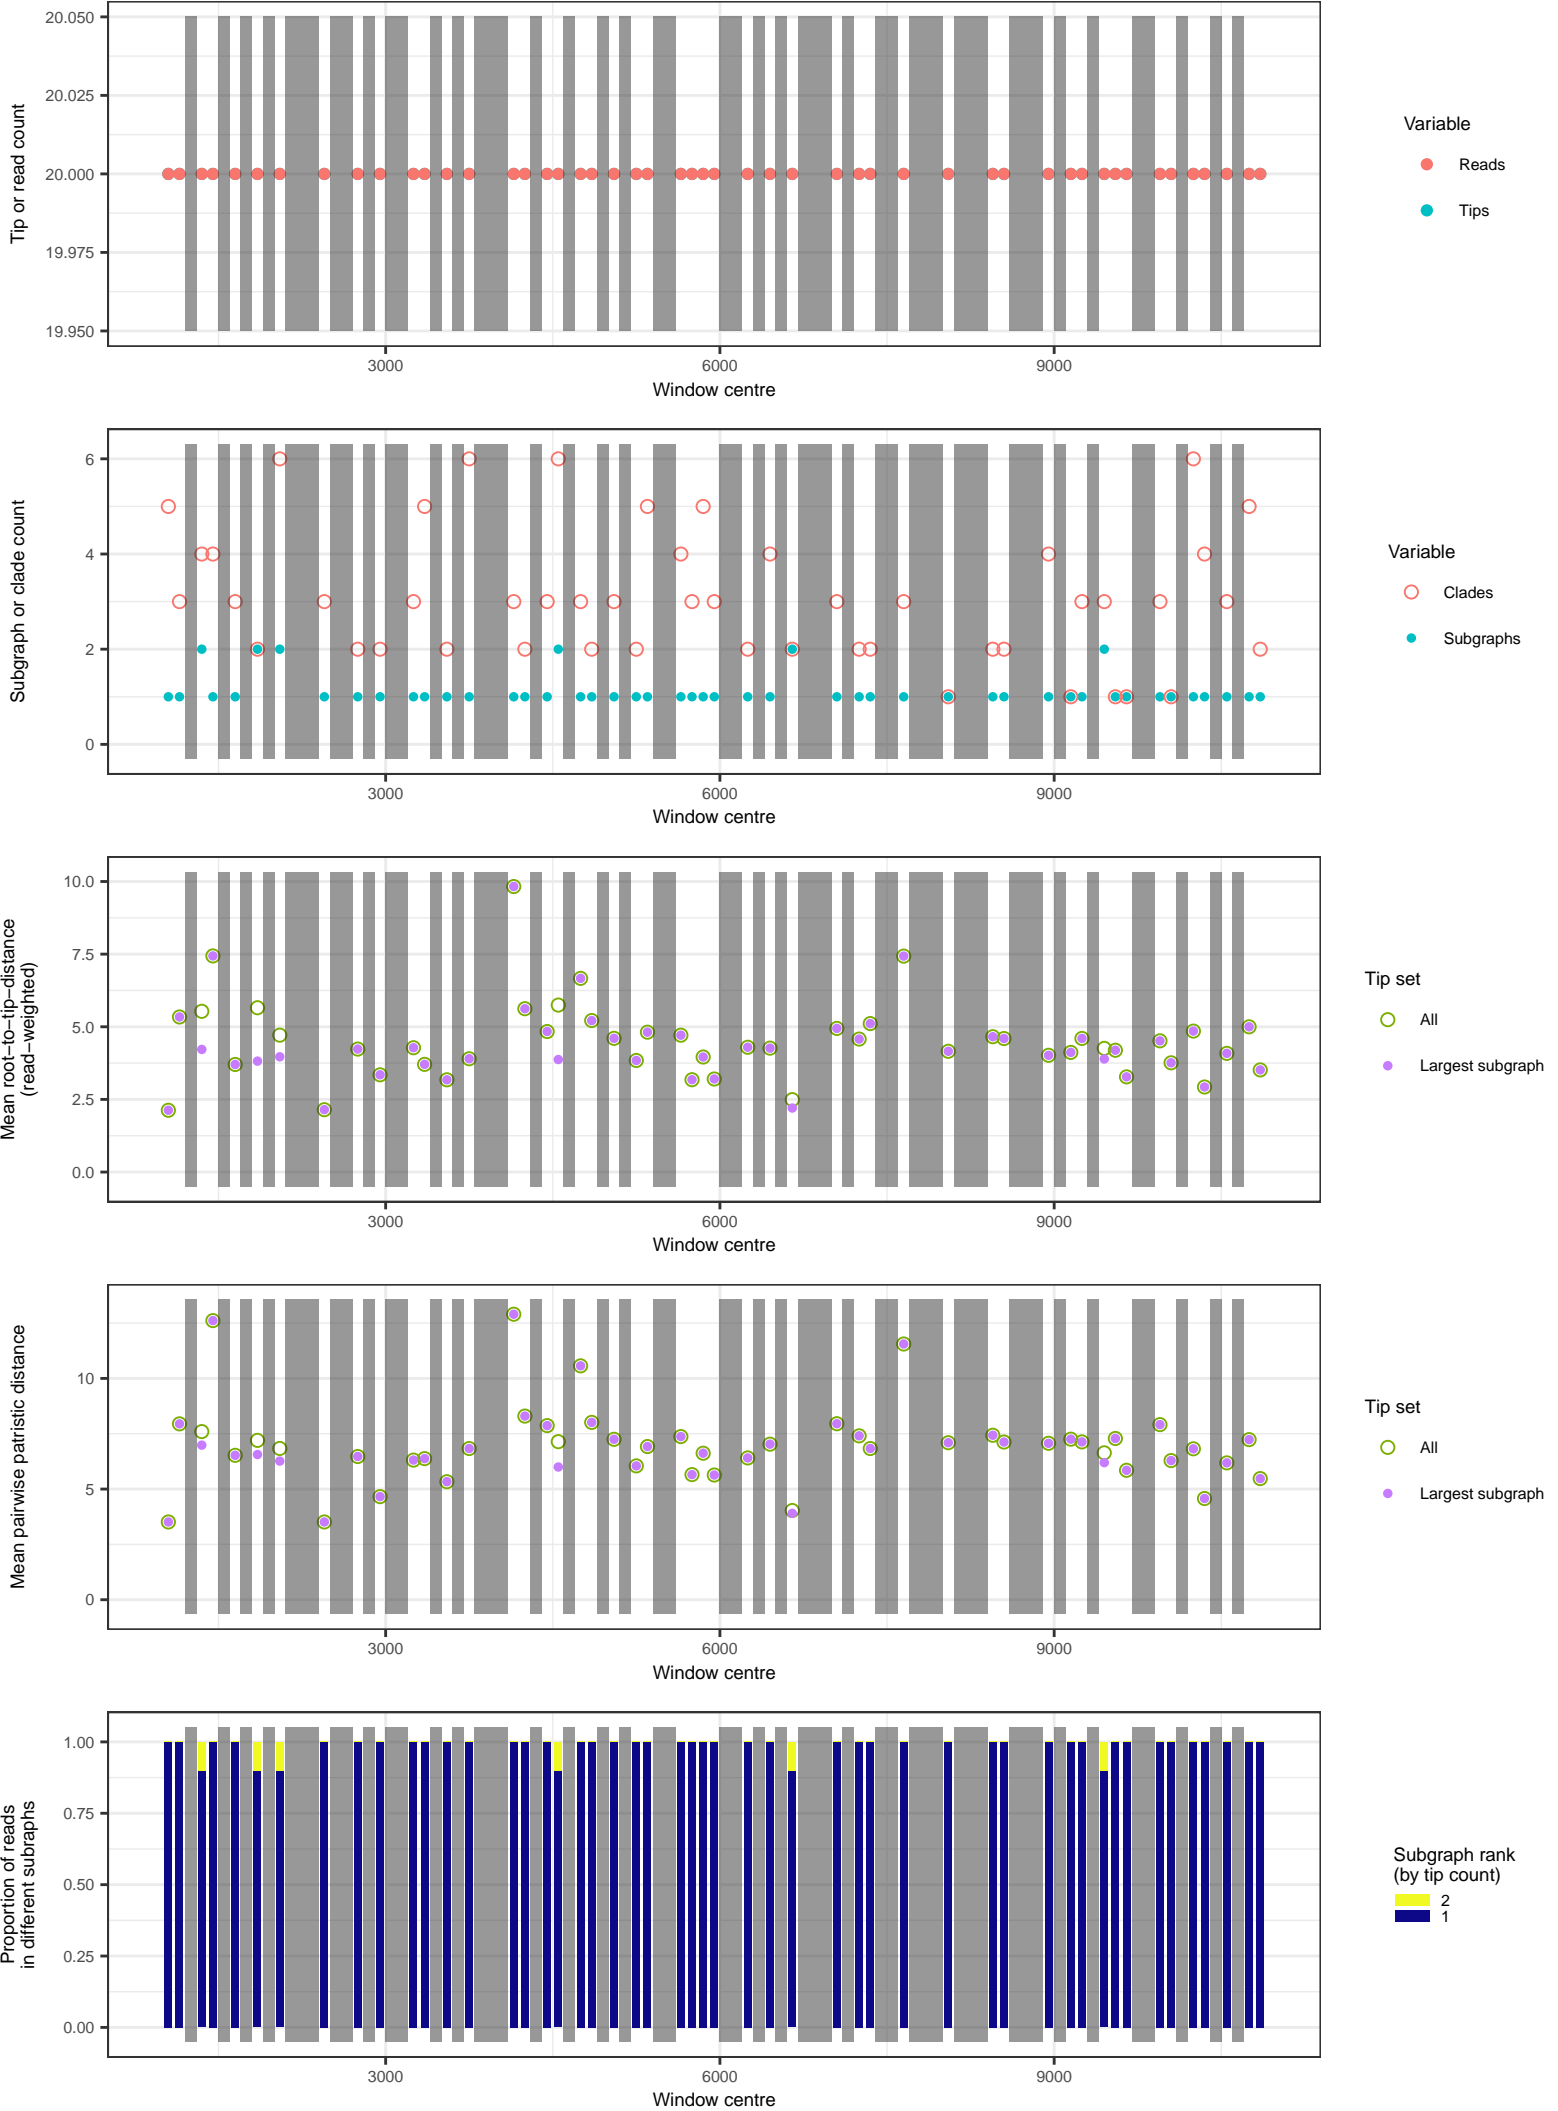 20.050
20.025
20.000
19.975
19.950
Tip or read count
3000 6000 9000
Window centre
Variable
Reads
Tips
6
4
2
0
Subgraph or clade count
3000 6000 9000
Window centre
Variable
Clades
Subgraphs
10.0
7.5
5.0
2.5
0.0
Mean root−to−tip−distance
(read−weighted)
3000 6000 9000
Window centre
Tip set
All
Largest subgraph
10
5
0
Mean pairwise patristic distance
3000 6000 9000
Window centre
Tip set
All
Largest subgraph
1.00
0.75
0.50
0.25
0.00
Proportion of reads
in different subraphs
3000 6000 9000
Window centre
Subgraph rank
(by tip count)
2
1